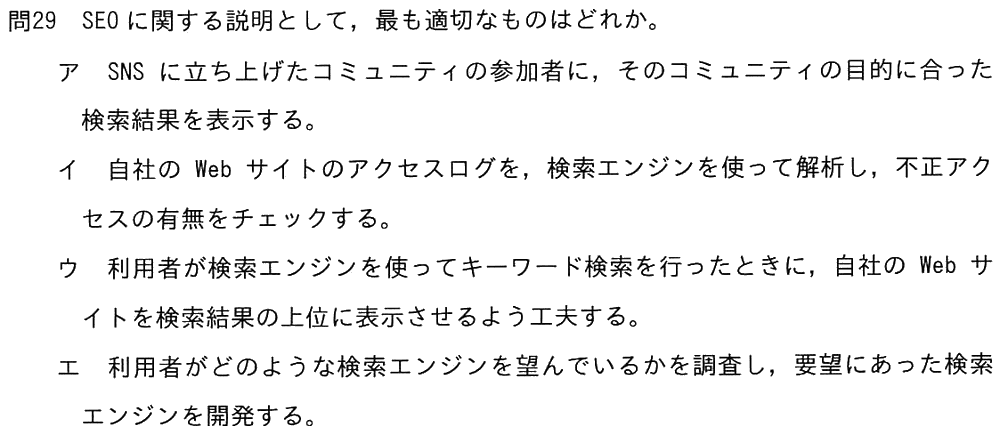 問29 SEO に関する説明として，最も適切なものはどれか。
ア SNS に立ち上げたコミュニティの参加者に，そのコミュニティの目的に合った
検索結果を表示する。
イ 自社の Web サイトのアクセスログを，検索エンジンを使って解析し，不正アク
セスの有無をチェックする。
ウ 利用者が検索エンジンを使ってキーワード検索を行ったときに，自社の Web サ
イトを検索結果の上位に表示させるよう工夫する。
エ 利用者がどのような検索エンジンを望んでいるかを調査し，要望にあった検索
エンジンを開発する。